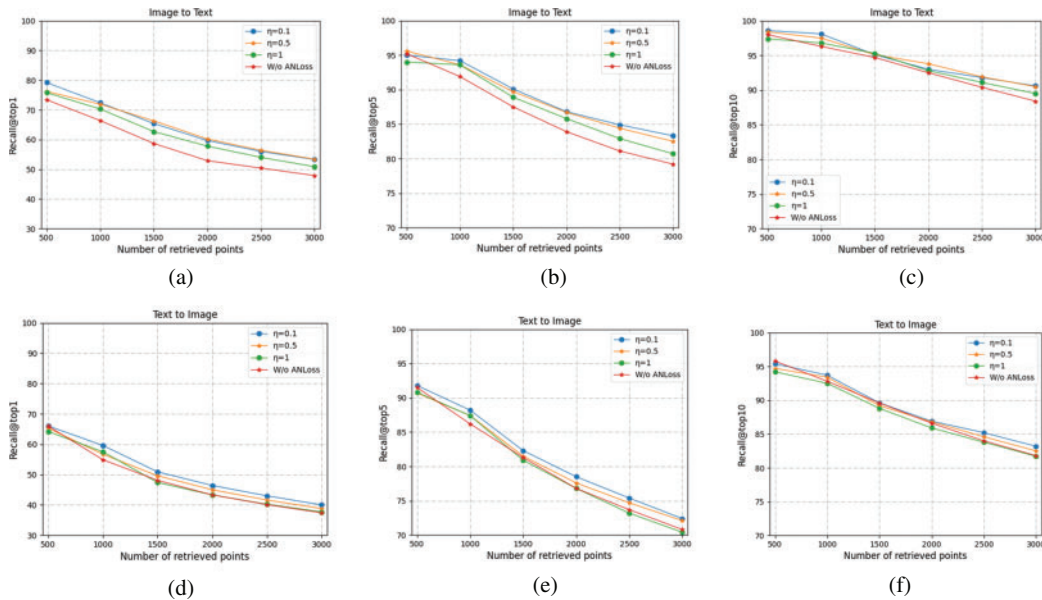 Image to Text
100
90
80
70
60
50
40
30
Recall@top1
η=0.1
η=0.5
η=1
W/o ANLoss
500 1000 1500 2000 2500 3000
Number of retrieved points
(a)
Image to Text
100
95
90
85
80
75
70
Recall@top5
η=0.1
η=0.5
η=1
W/o ANLoss
500 1000 1500 2000 2500 3000
Number of retrieved points
(b)
Image to Text
100
95
90
85
80
75
70
Recall@top10
η=0.1
η=0.5
η=1
W/o ANLoss
500 1000 1500 2000 2500 3000
Number of retrieved points
(c)
Text to Image
100
90
80
70
60
50
40
30
Recall@top1
η=0.1
η=0.5
η=1
W/o ANLoss
500 1000 1500 2000 2500 3000
Number of retrieved points
(d)
Text to Image
100
95
90
85
80
75
70
Recall@top5
η=0.1
η=0.5
η=1
W/o ANLoss
500 1000 1500 2000 2500 3000
Number of retrieved points
(e)
Text to Image
100
95
90
85
80
75
70
Recall@top10
η=0.1
η=0.5
η=1
W/o ANLoss
500 1000 1500 2000 2500 3000
Number of retrieved points
(f)